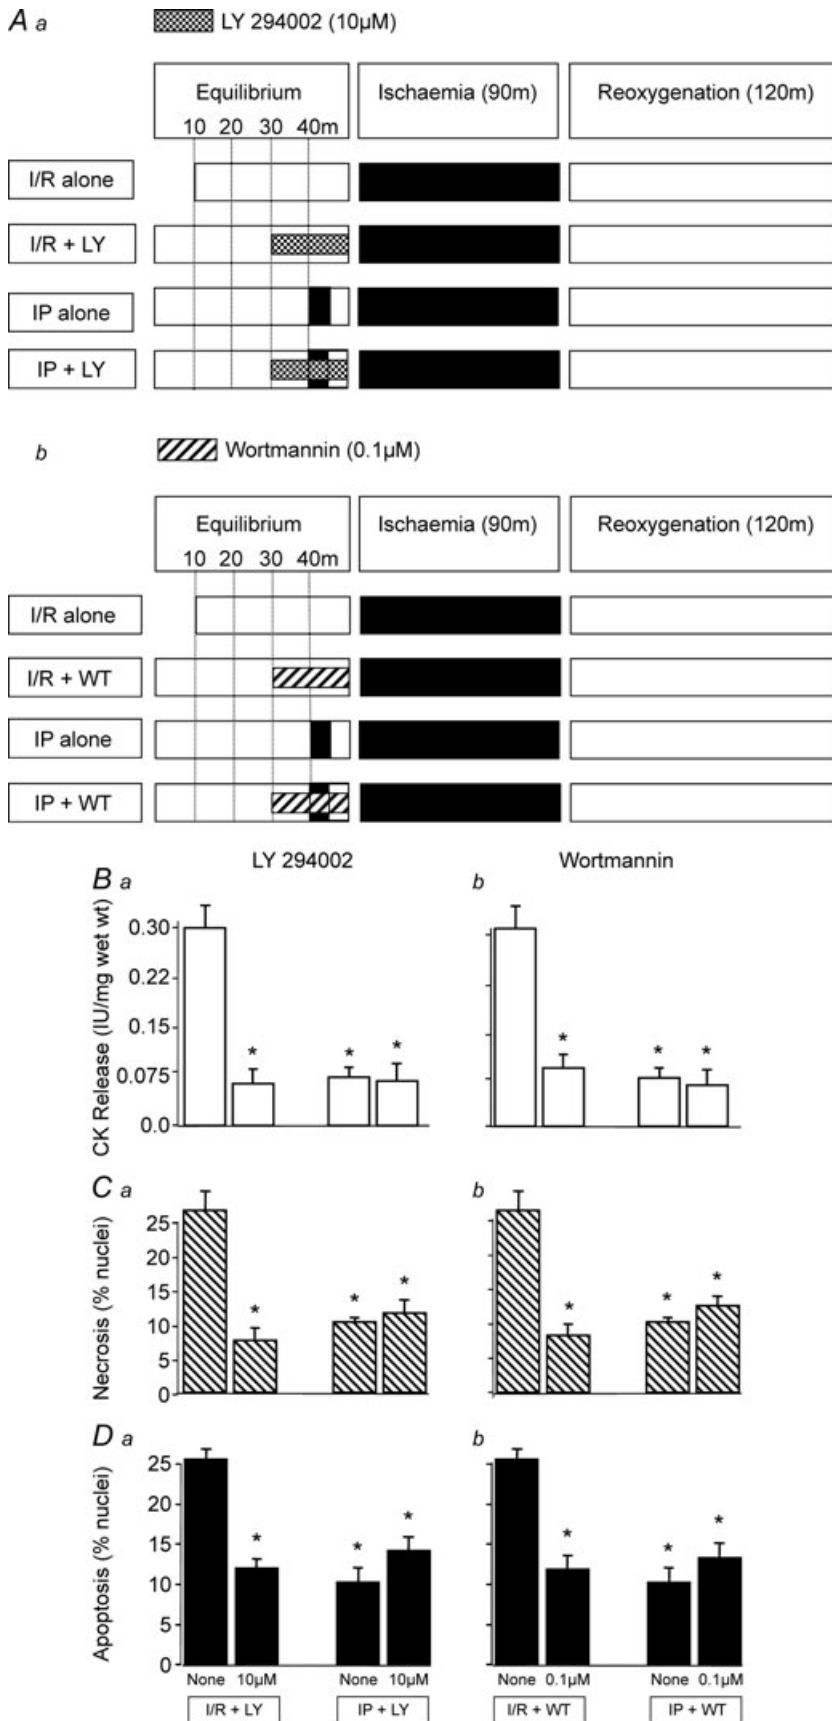 A a
LY 294002 (10µM)
Equilibrium
Ischaemia (90m)
Reoxygenation (120m)
10 20 30 40m
I/R alone
I/R + LY
IP alone
IP + LY
b
Wortmannin (0.1µM)
Equilibrium
Ischaemia (90m)
Reoxygenation (120m)
10 20 30 40m
I/R alone
I/R + WT
IP alone
IP + WT
LY 294002
Wortmannin
B a
b
CK Release (IU/mg wet wt)
0.30
0.22
0.15
0.075
0.0
* * *
* * *
C a
b
Necrosis (% nuclei)
25
20
15
10
5
0
* * *
* * *
D a
b
Apoptosis (% nuclei)
25
20
15
10
5
0
* * *
* * *
None 10µM None 10µM None 0.1µM None 0.1µM
I/R + LY IP + LY I/R + WT IP + WT